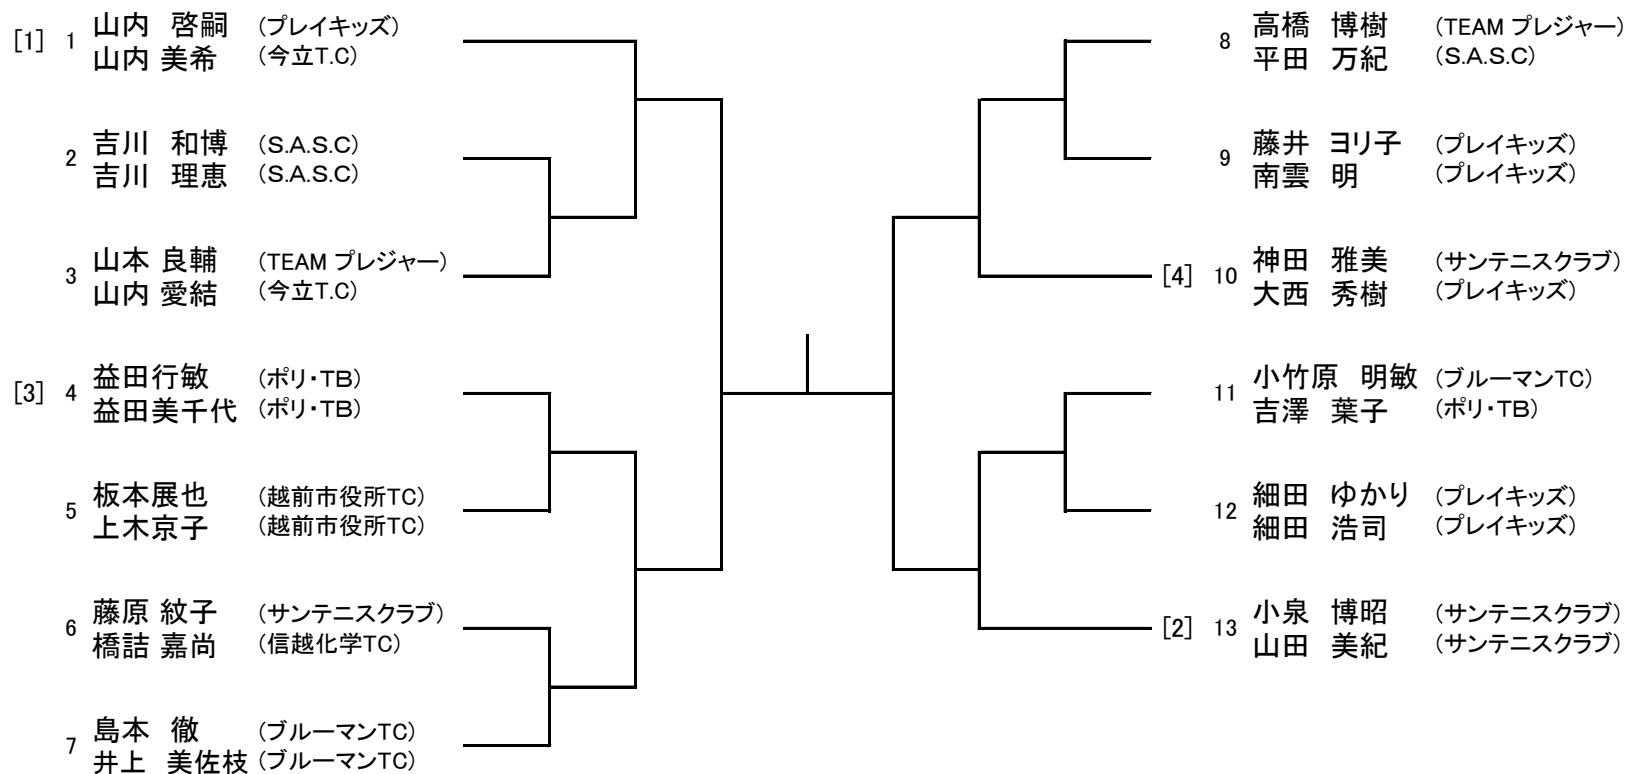 [1] 1 山内 啓嗣 (プレイキッズ)
山内 美希 (今立T.C)
2 吉川 和博 (S.A.S.C)
吉川 理恵 (S.A.S.C)
3 山本 良輔 (TEAM プレジャー)
山内 愛結 (今立T.C)
[3] 4 益田行敏 (ポリ・TB)
益田美千代 (ポリ・TB)
5 板本展也 (越前市役所TC)
上木京子 (越前市役所TC)
6 藤原 紋子 (サンテニスクラブ)
橋詰 嘉尚 (信越化学TC)
7 島本 徹 (ブルーマンTC)
井上 美佐枝 (ブルーマンTC)
8 高橋 博樹 (TEAM プレジャー)
平田 万紀 (S.A.S.C)
9 藤井 ヨリ子 (プレイキッズ)
南雲 明 (プレイキッズ)
[4] 10 神田 雅美 (サンテニスクラブ)
大西 秀樹 (プレイキッズ)
11 小竹原 明敏 (ブルーマンTC)
吉澤 葉子 (ポリ・TB)
12 細田 ゆかり (プレイキッズ)
細田 浩司 (プレイキッズ)
[2] 13 小泉 博昭 (サンテニスクラブ)
山田 美紀 (サンテニスクラブ)